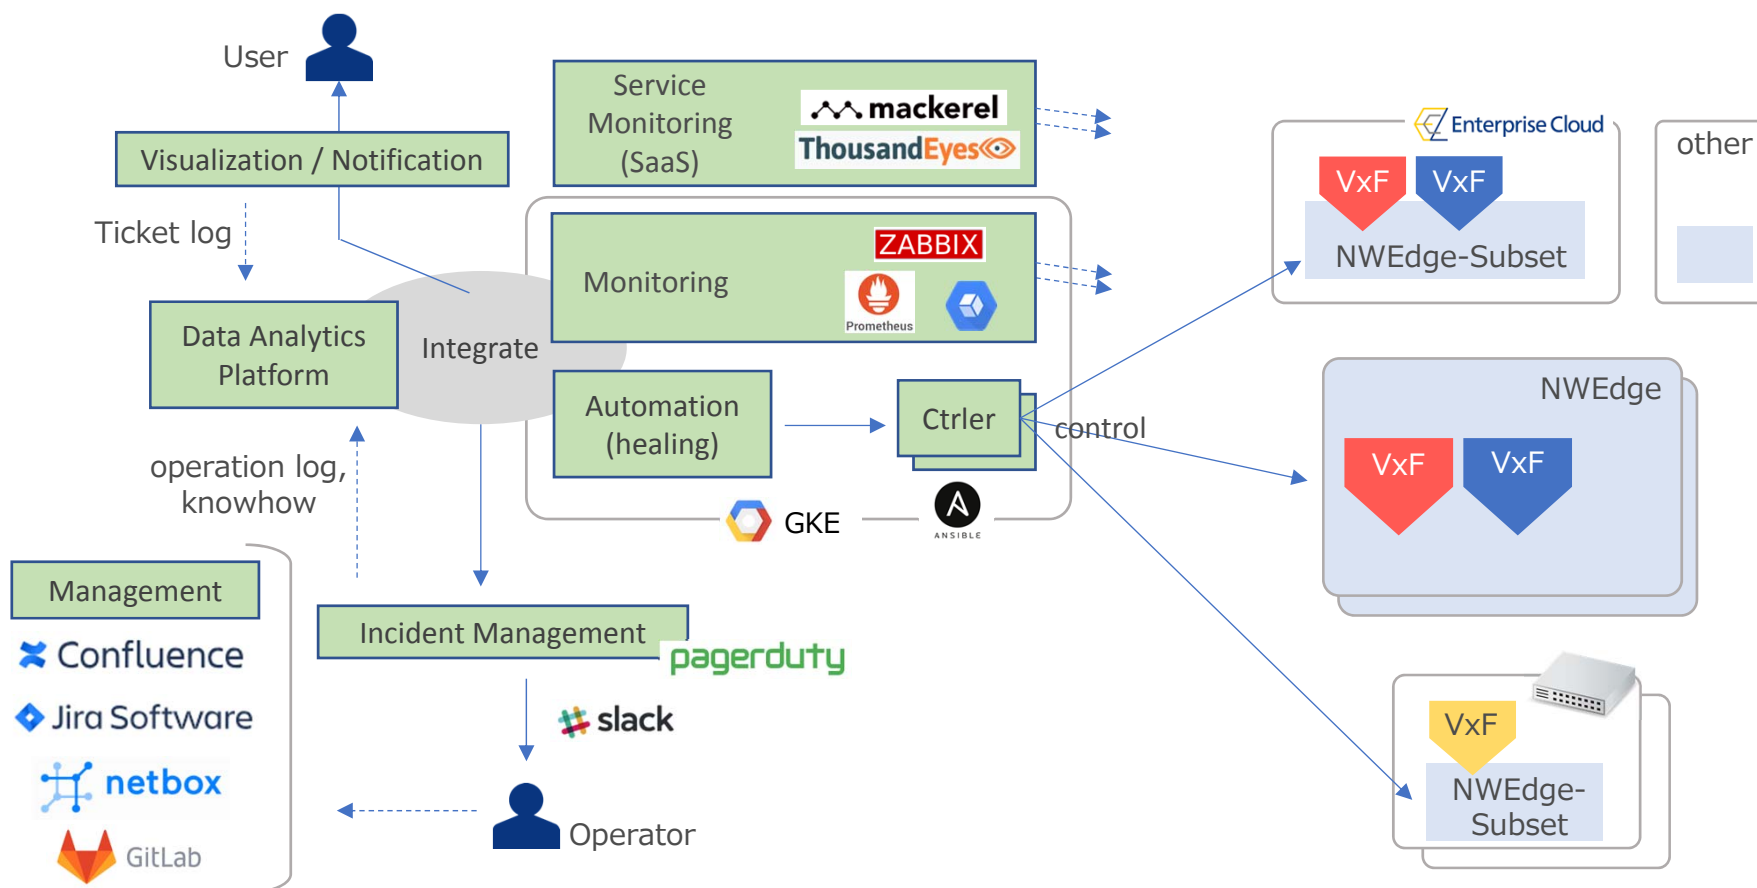 User
Service
Monitoring
(SaaS)
mackerel
ThousandEyes
Enterprise Cloud
other
VxF
VxF
NWEdge-Subset
Visualization / Notification
Ticket log
ZABBIX
Monitoring
Prometheus
Data Analytics
Platform
Integrate
Automation
(healing)
Ctrler
control
NWEdge
VxF
VxF
operation log,
knowhow
GKE
ANSIBLE
Management
Confluence
Jira Software
netbox
GitLab
Incident Management
pagerduty
slack
Operator
VxF
NWEdge-
Subset